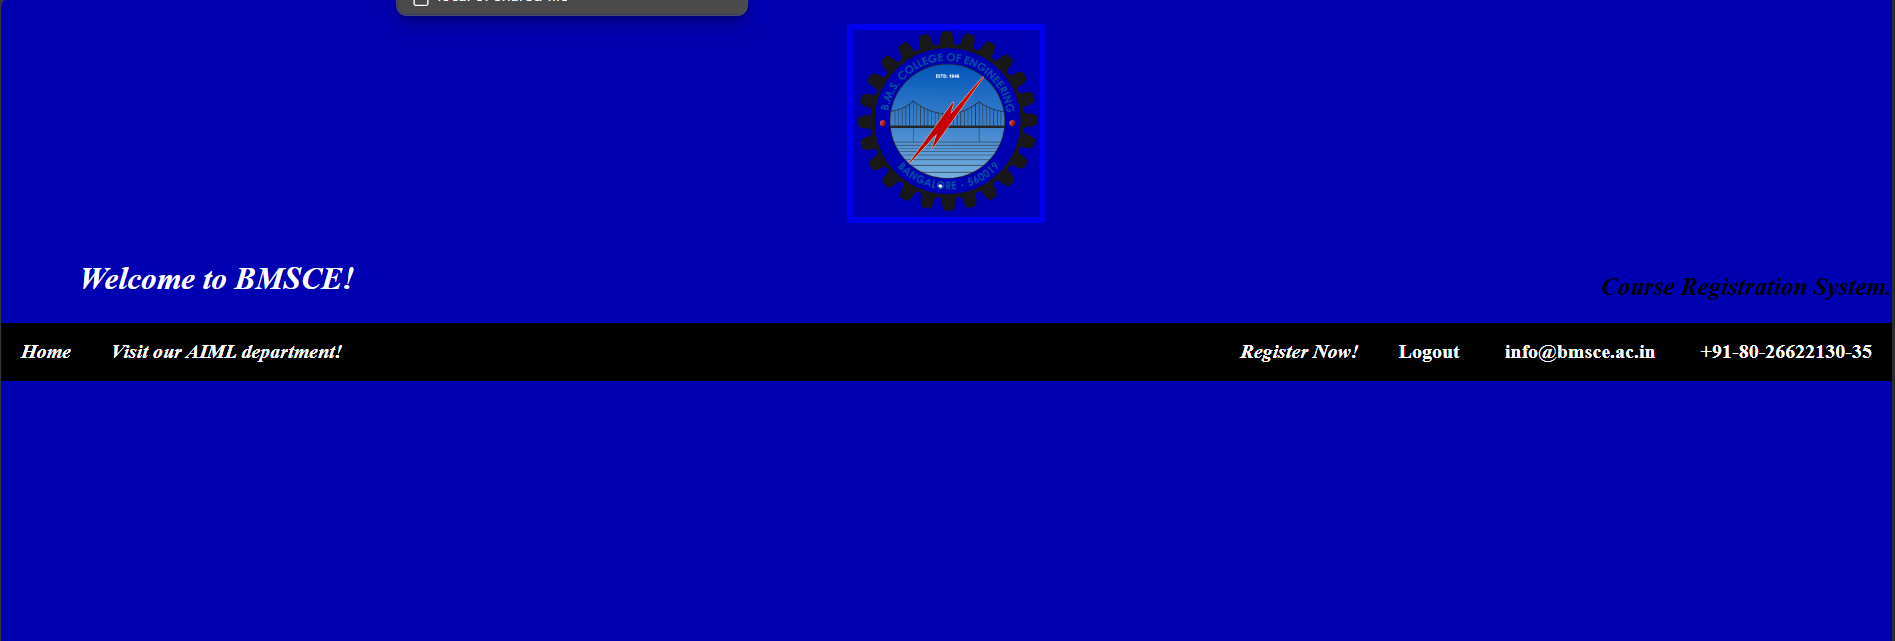 B.M.S. COLLEGE OF ENGINEERING
ESTD. 1946
BANGALORE - 560019
Welcome to BMSCE!
Course Registration System.
Home Visit our AIML department! Register Now! Logout info@bmsce.ac.in +91-80-26622130-35